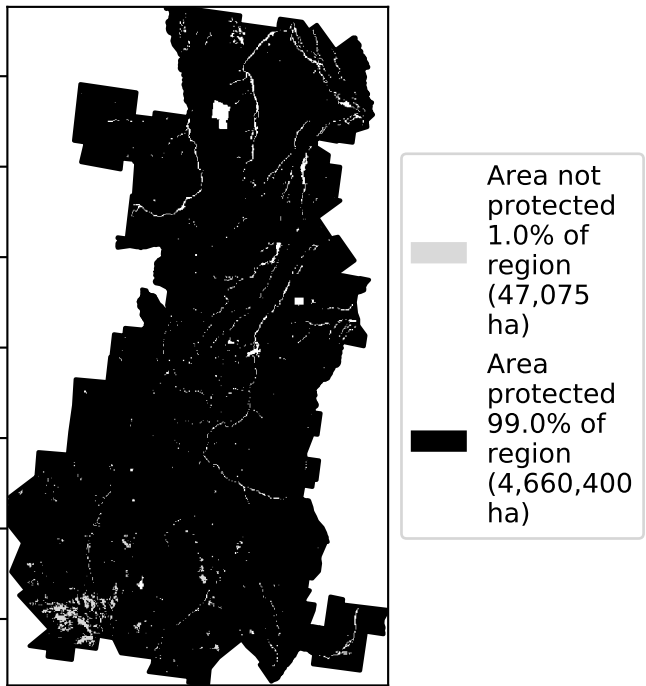 Area not
protected
1.0% of
region
(47,075
ha)
Area
protected
99.0% of
region
(4,660,400
ha)